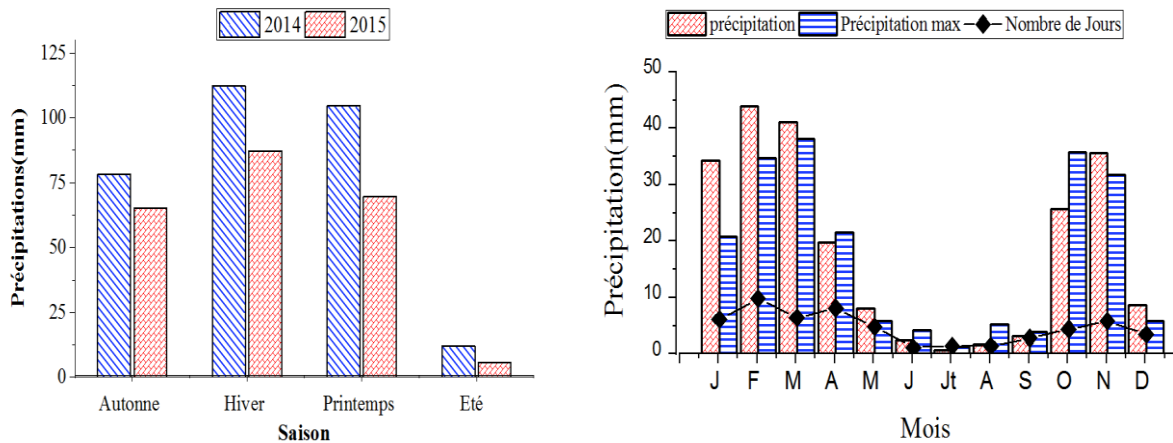 2014 2015
Précipitations(mm)
125
100
75
50
25
0
Autonne Hiver Printemps Eté
Saison
précipitation Précipitation max Nombre de Jours
Précipitation(mm)
50
40
30
20
10
0
J F M A M J Jt A S O N D
Mois